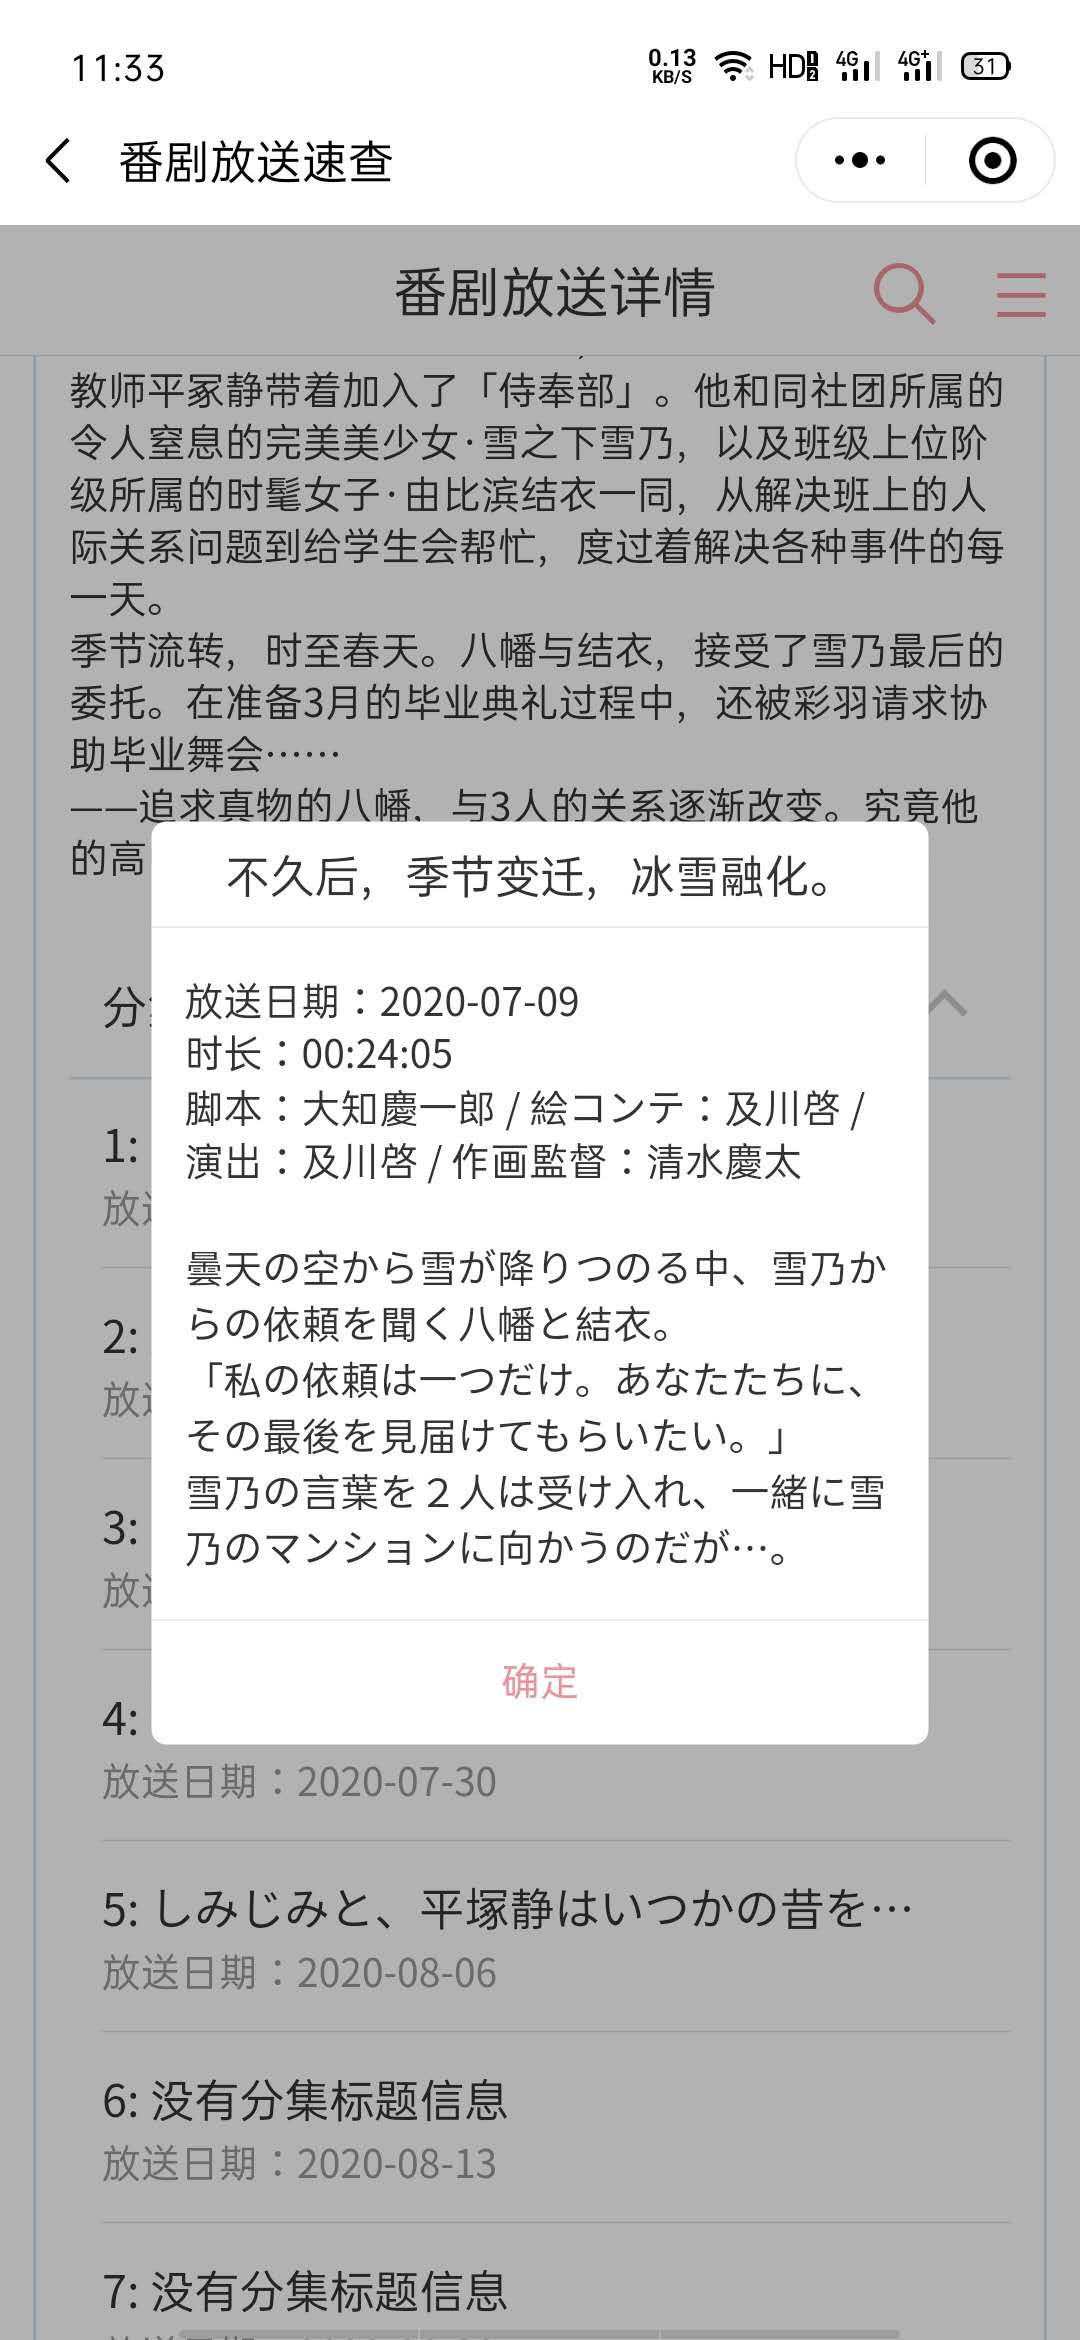 11:33
0.13 KB/S HD 1 2 4G 4G+ 31
番剧放送速查
番剧放送详情
教师平冢静带着加入了「侍奉部」。他和同社团所属的
令人窒息的完美美少女·雪之下雪乃，以及班级上位阶
级所属的时髦女子·由比滨结衣一同，从解决班上的人
际关系问题到给学生会帮忙，度过着解决各种事件的每
一天。
季节流转，时至春天。八幡与结衣，接受了雪乃最后的
委托。在准备3月的毕业典礼过程中，还被彩羽请求协
助毕业舞会……
——追求真物的八幡，与3人的关系逐渐改变。究竟他
的高
不久后，季节变迁，冰雪融化。
放送日期：2020-07-09
时长：00:24:05
脚本：大知慶一郎 / 絵コンテ：及川啓 /
演出：及川啓 / 作画監督：清水慶太
曇天の空から雪が降りつのる中、雪乃か
らの依頼を聞く八幡と結衣。
「私の依頼は一つだけ。あなたたちに、
その最後を見届けてもらいたい。」
雪乃の言葉を２人は受け入れ、一緒に雪
乃のマンションに向かうのだが…。
确定
分
1:
放
2:
放
3:
放
4:
放送日期：2020-07-30
5: しみじみと、平塚静はいつかの昔を…
放送日期：2020-08-06
6: 没有分集标题信息
放送日期：2020-08-13
7: 没有分集标题信息